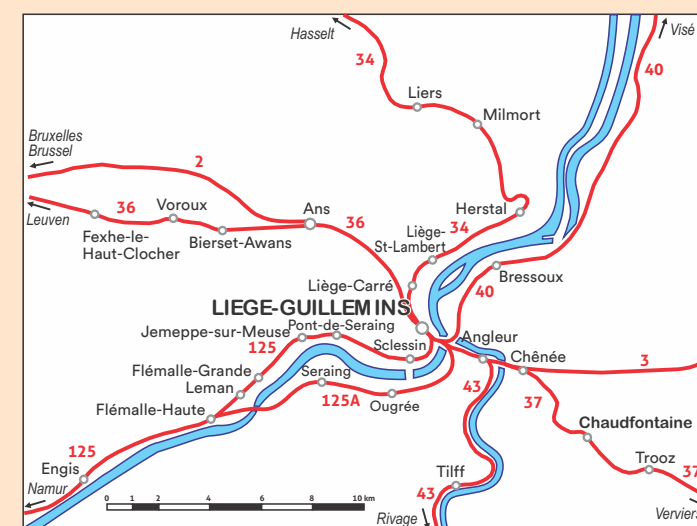 Hasselt
Visé
34
40
Liers
Milmort
Bruxelles
Brussel
2
Leuven
36
Voroux
Ans
36
Herstal
Fexhe-le-
Haut-Clocher
Bierset-Awans
34
Liège-
St-Lambert
Liège-Carré
40
Bressoux
LIEGE-GUILLEMINS
Jemeppe-sur-Meuse
Pont-de-Seraing
125
Sclessin
Angleur
Chênée
3
Flémalle-Grande
Leman
Seraing
125A
Ougrée
43
37
Flémalle-Haute
Chaudfontaine
125
Engis
Tilff
Trooz
37
Namur
0 1 2 4 6 8 10 km
43
Rivage
Vervier